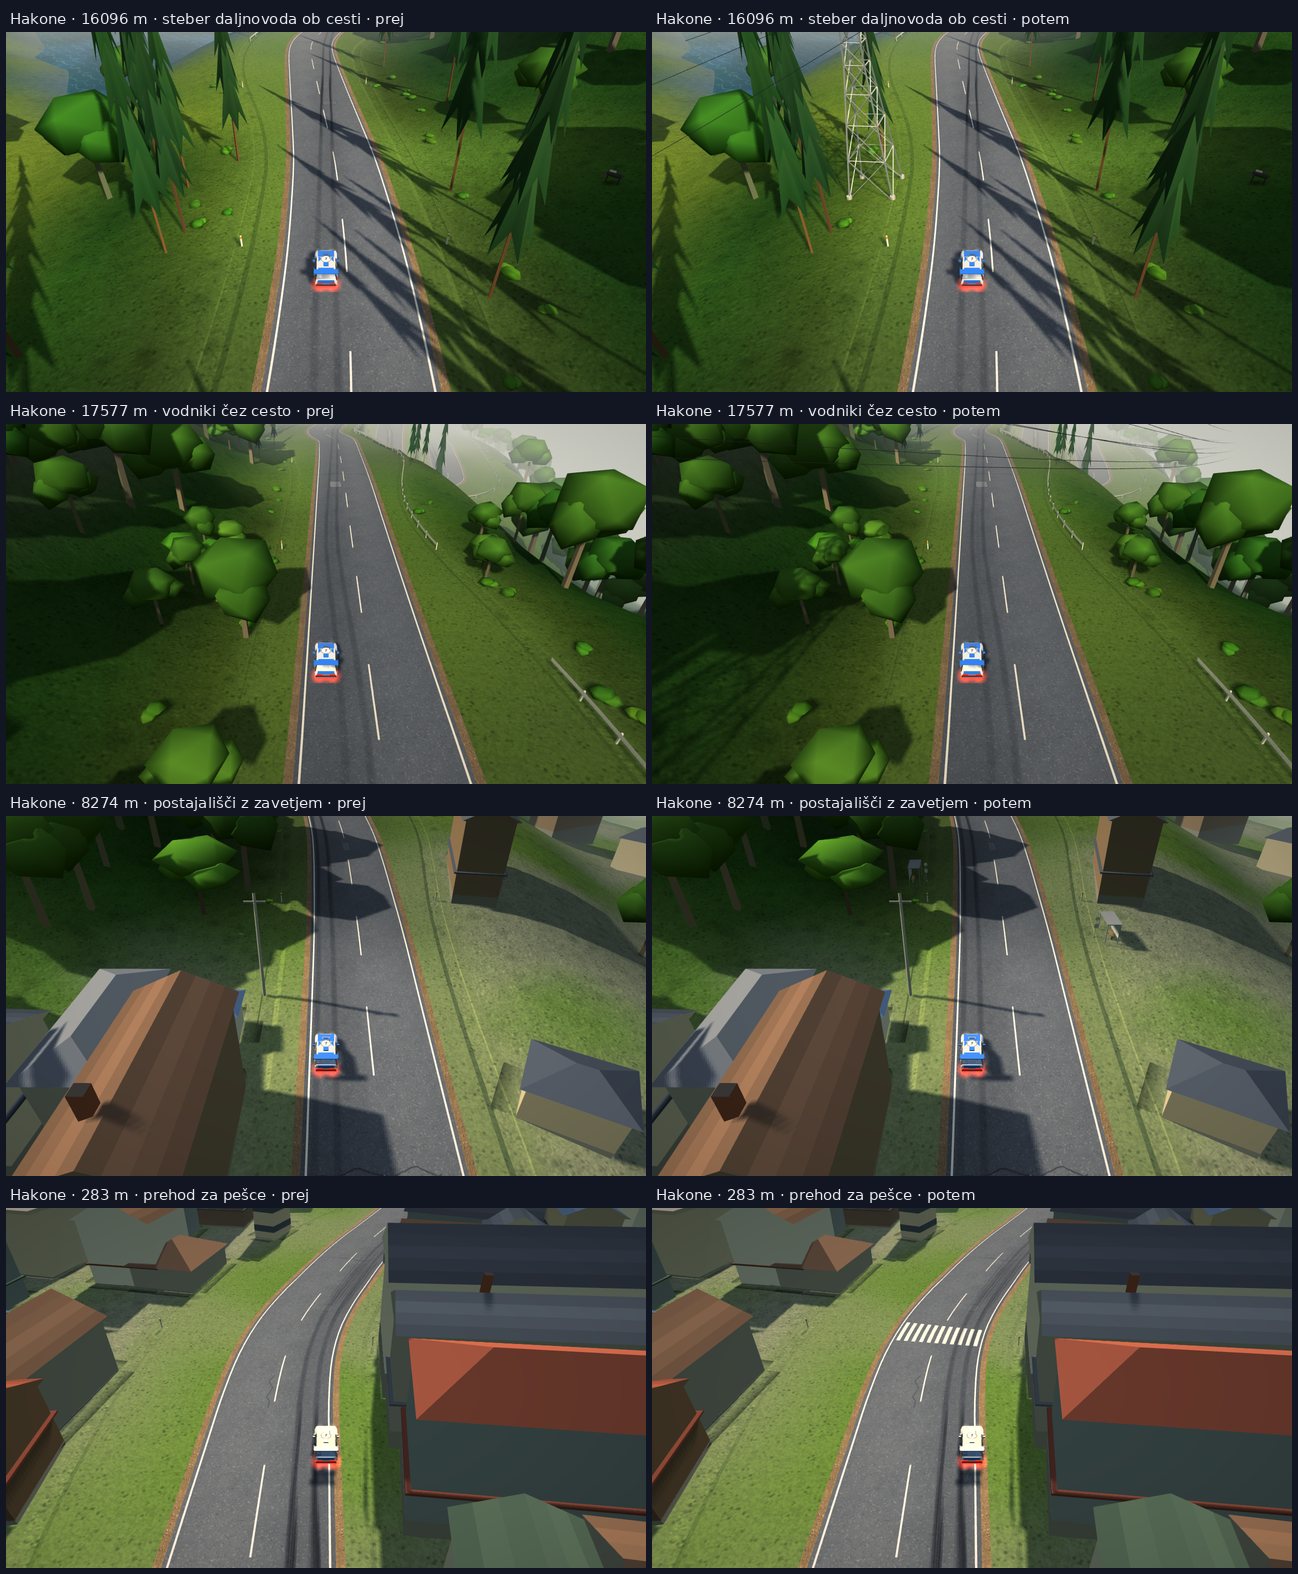 Hakone · 16096 m · steber daljnovoda ob cesti · prej
Hakone · 16096 m · steber daljnovoda ob cesti · potem
Hakone · 17577 m · vodniki čez cesto · prej
Hakone · 17577 m · vodniki čez cesto · potem
Hakone · 8274 m · postajališči z zavetjem · prej
Hakone · 8274 m · postajališči z zavetjem · potem
Hakone · 283 m · prehod za pešce · prej
Hakone · 283 m · prehod za pešce · potem